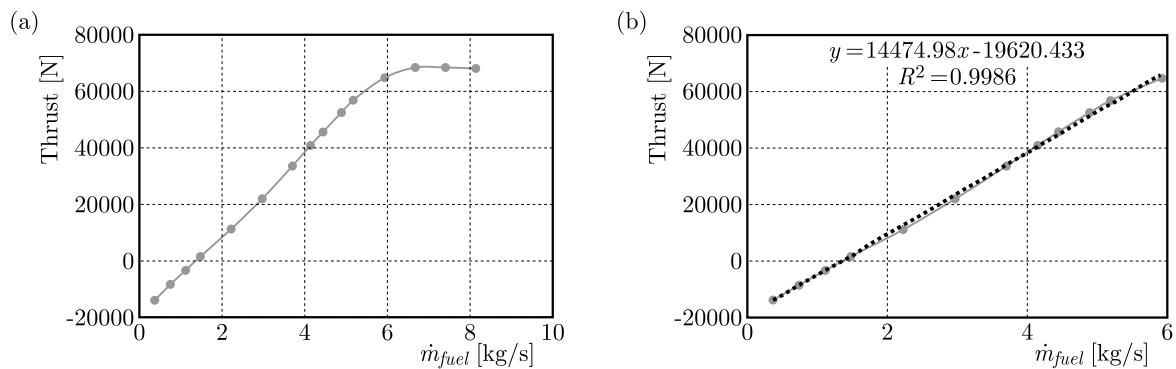 (a)
80000
60000
40000
20000
0
-20000
Thrust [N]
0 2 4 6 8 10
ṁfuel [kg/s]
(b)
80000
60000
40000
20000
0
-20000
Thrust [N]
y=14474.98x-19620.433
R²=0.9986
0 2 4 6
ṁfuel [kg/s]